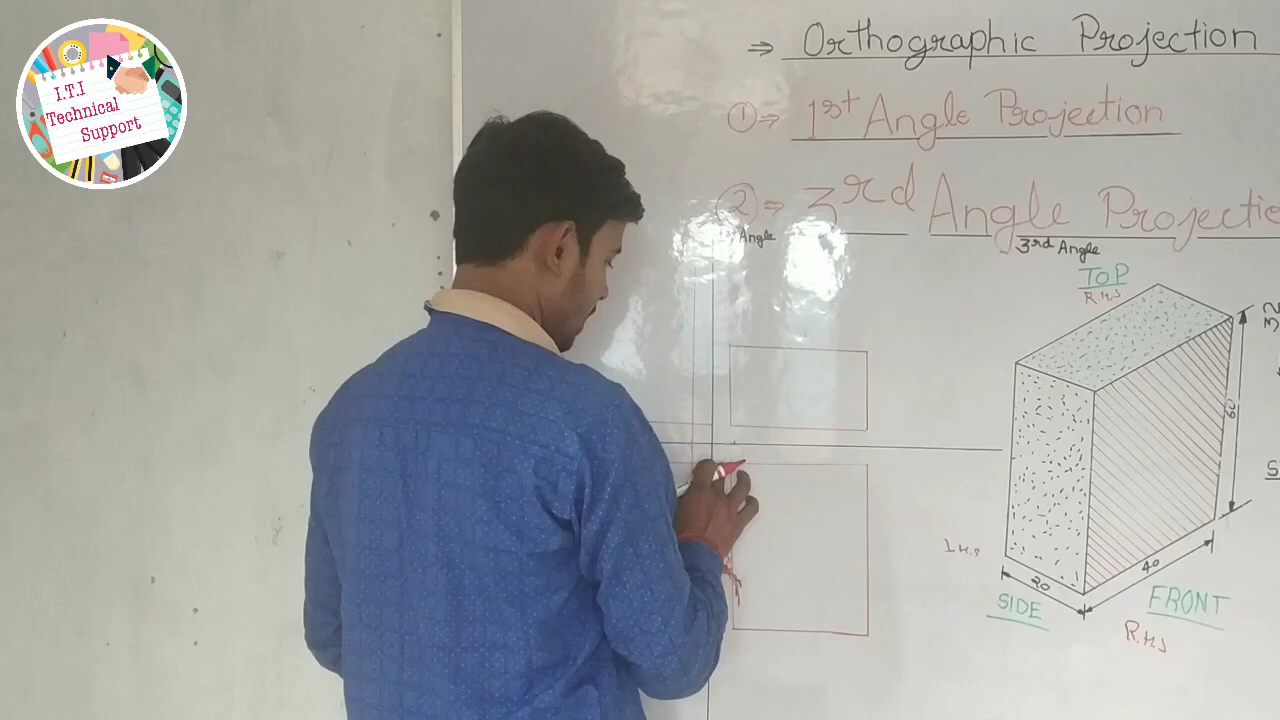 I.T.I
Technical
Support
⇒ Orthographic Projection
① ⇒ 1st Angle Projection
② ⇒ 3rd Angle
Angle
3rd Angle
TOP
R.H.S
32
60
L.H.S
20
40
SIDE
FRONT
R.H.S